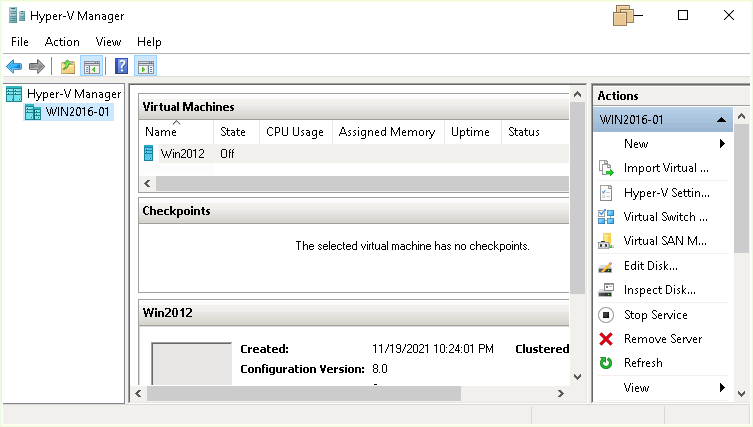 Hyper-V Manager
File Action View Help
Hyper-V Manager
WIN2016-01
Virtual Machines
Name State CPU Usage Assigned Memory Uptime Status
Win2012 Off
Checkpoints
The selected virtual machine has no checkpoints.
Win2012
Created: 11/19/2021 10:24:01 PM Clustered
Configuration Version: 8.0
Actions
WIN2016-01
New
Import Virtual ...
Hyper-V Settin...
Virtual Switch ...
Virtual SAN M...
Edit Disk...
Inspect Disk...
Stop Service
Remove Server
Refresh
View